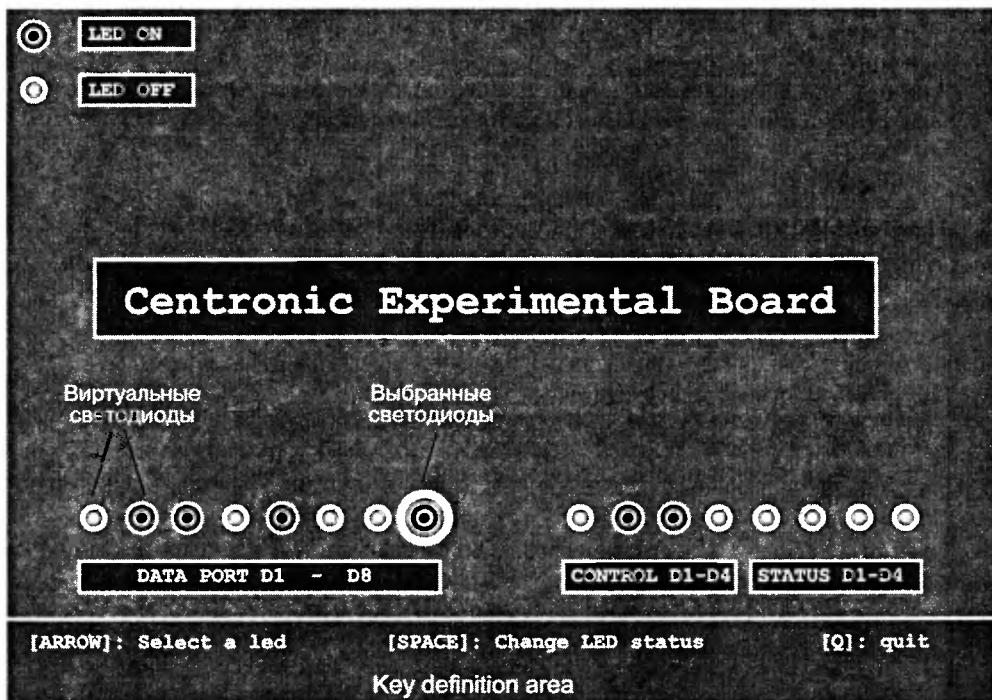 LED ON
LED OFF
Centronic Experimental Board
Виртуальные
светодиоды
Выбранные
светодиоды
DATA PORT D1 - D8
CONTROL D1-D4
STATUS D1-D4
[ARROW]: Select a led
[SPACE]: Change LED status
[Q]: quit
Key definition area